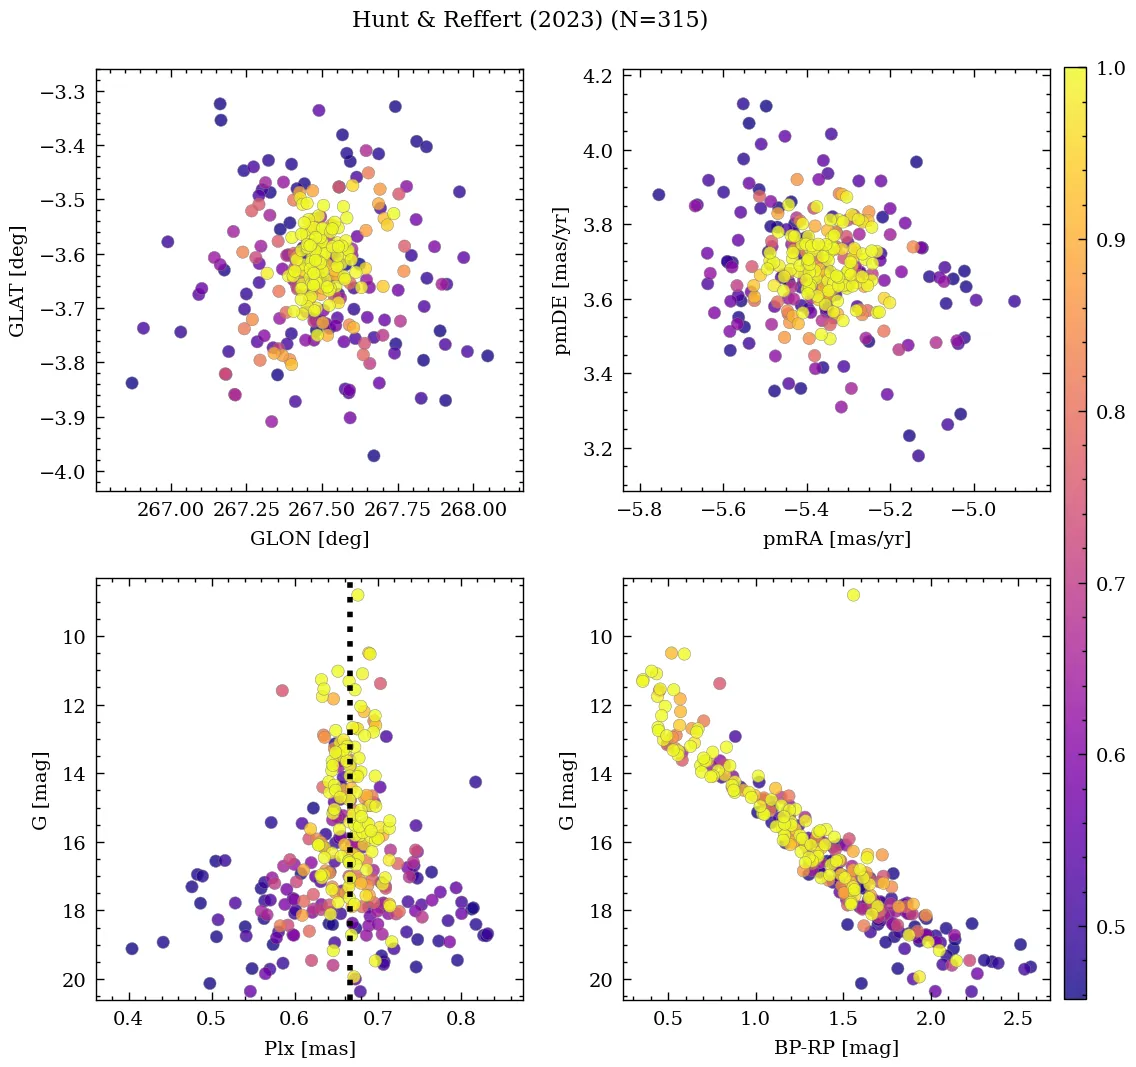 Hunt & Reffert (2023) (N=315)
−3.3
−3.4
−3.5
−3.6
−3.7
−3.8
−3.9
−4.0
GLAT [deg]
267.00 267.25 267.50 267.75 268.00
GLON [deg]
4.2
4.0
3.8
3.6
3.4
3.2
pmDE [mas/yr]
−5.8 −5.6 −5.4 −5.2 −5.0
pmRA [mas/yr]
10
12
14
16
18
20
G [mag]
0.4 0.5 0.6 0.7 0.8
Plx [mas]
10
12
14
16
18
20
G [mag]
0.5 1.0 1.5 2.0 2.5
BP-RP [mag]
1.0
0.9
0.8
0.7
0.6
0.5